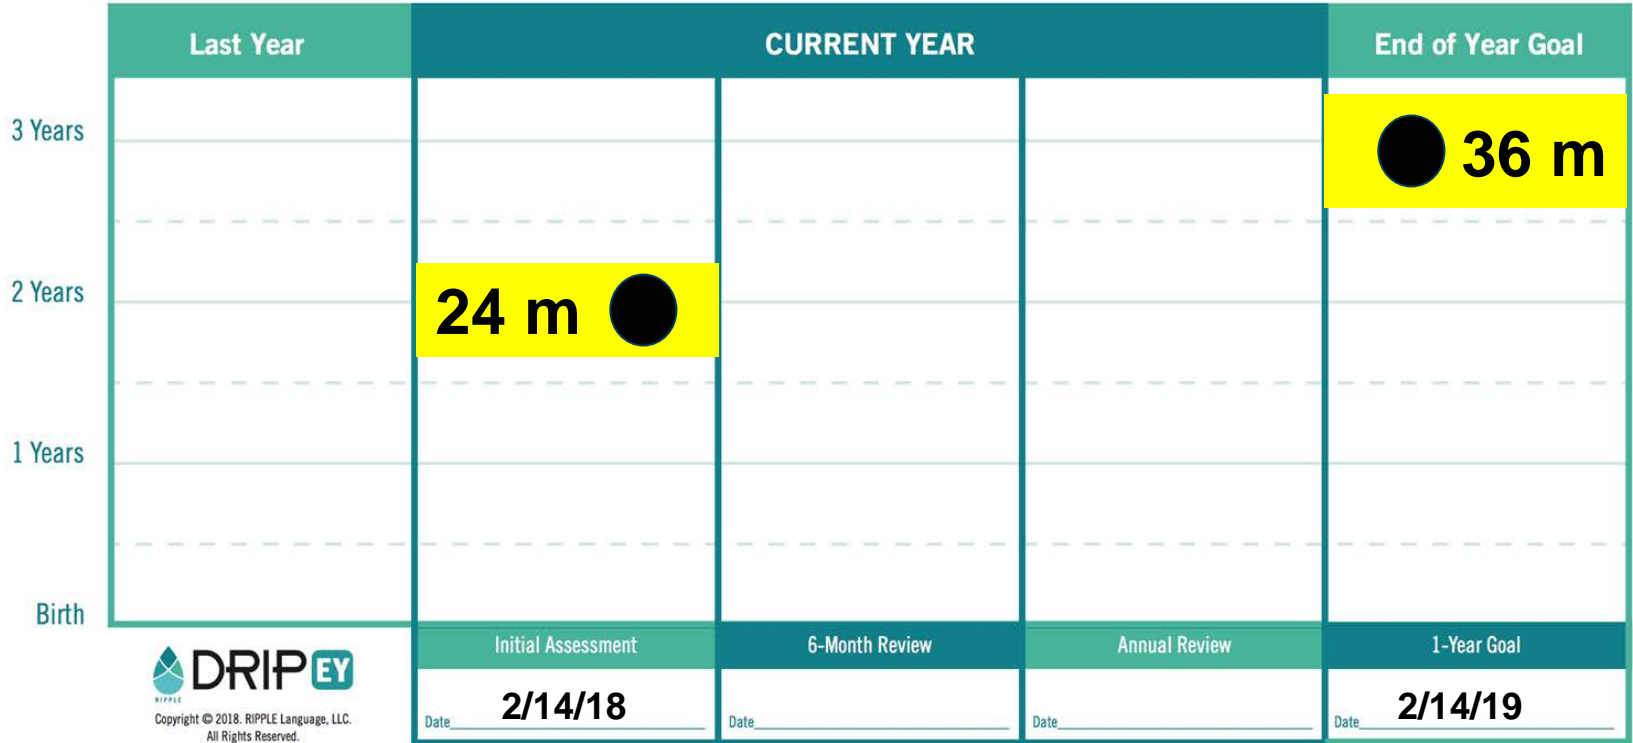 Last Year
CURRENT YEAR
End of Year Goal
3 Years
36 m
2 Years
24 m
1 Years
Birth
Initial Assessment
6-Month Review
Annual Review
1-Year Goal
DRIP EY
RIPPLE
Copyright © 2018. RIPPLE Language, LLC.
All Rights Reserved.
Date 2/14/18
Date
Date
Date 2/14/19